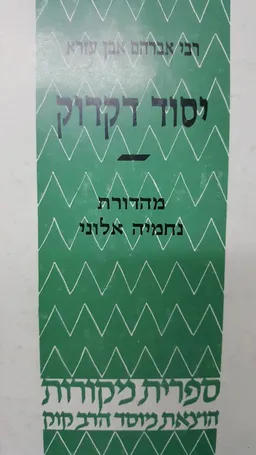 רבי אברהם אבן עזרא
יסוד דקדוק
מהדורת
נחמיה אלוני
ספרית מקורות
הוצאת מוסד הרב קוק